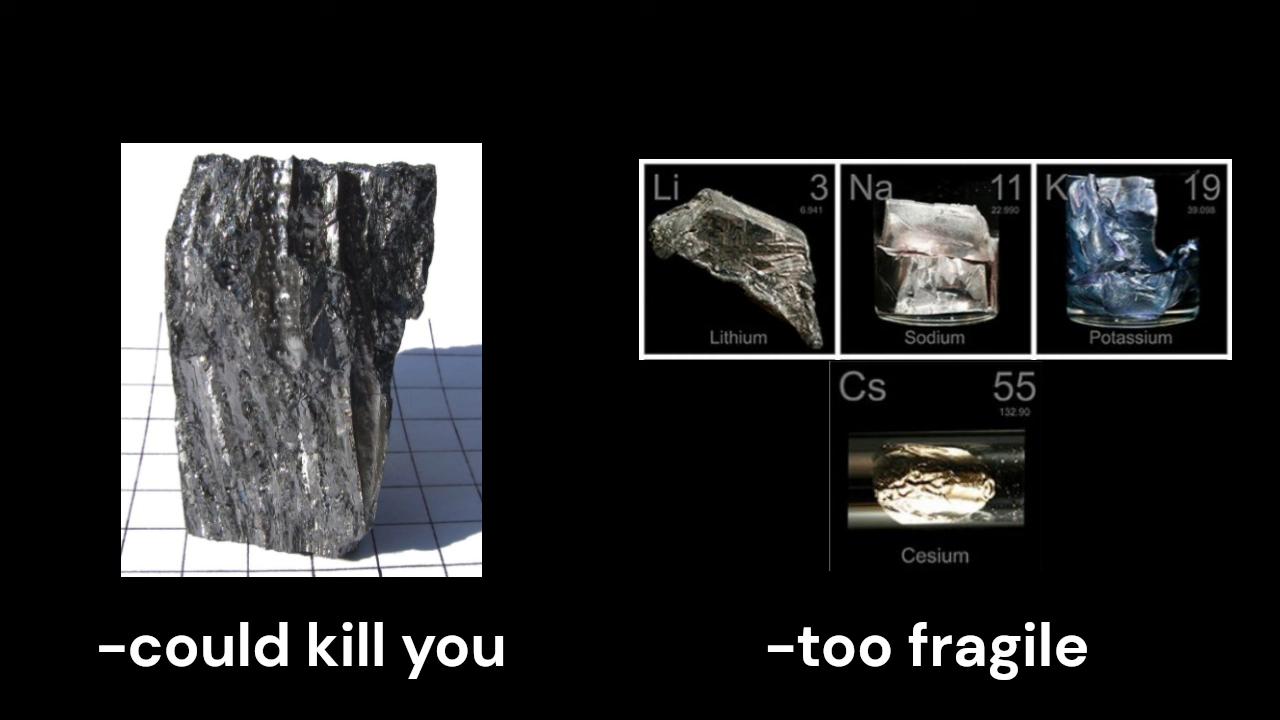 Li 3
6.941
Lithium
Na 11
22.990
Sodium
K 19
39.098
Potassium
Cs 55
132.90
Cesium
-could kill you
-too fragile